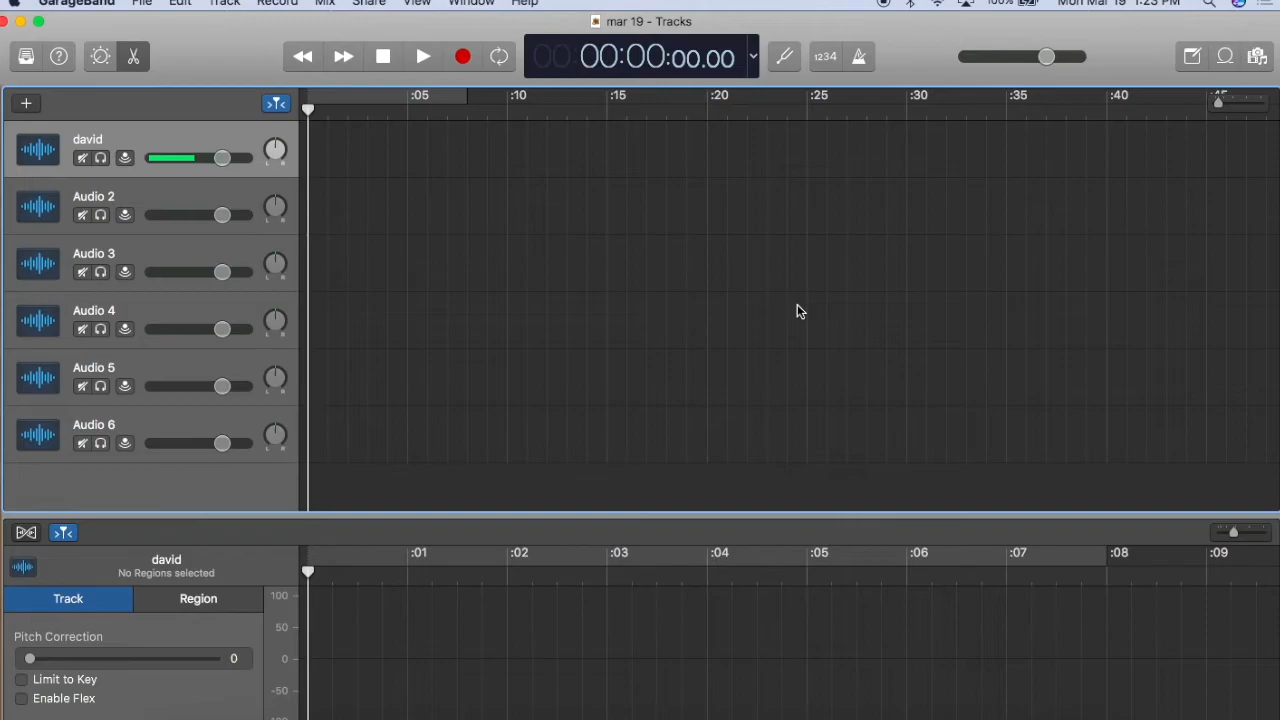 GarageBand File Edit Track Record Mix Share View Window Help 100% Mon Mar 19 1:23 PM
mar 19 - Tracks
00:00:00.00 1234
:05 :10 :15 :20 :25 :30 :35 :40 :45
david
L R
Audio 2
L R
Audio 3
L R
Audio 4
L R
Audio 5
L R
Audio 6
L R
:01 :02 :03 :04 :05 :06 :07 :08 :09
david
No Regions selected
Track Region
100
50
0
-50
Pitch Correction
0
Limit to Key
Enable Flex